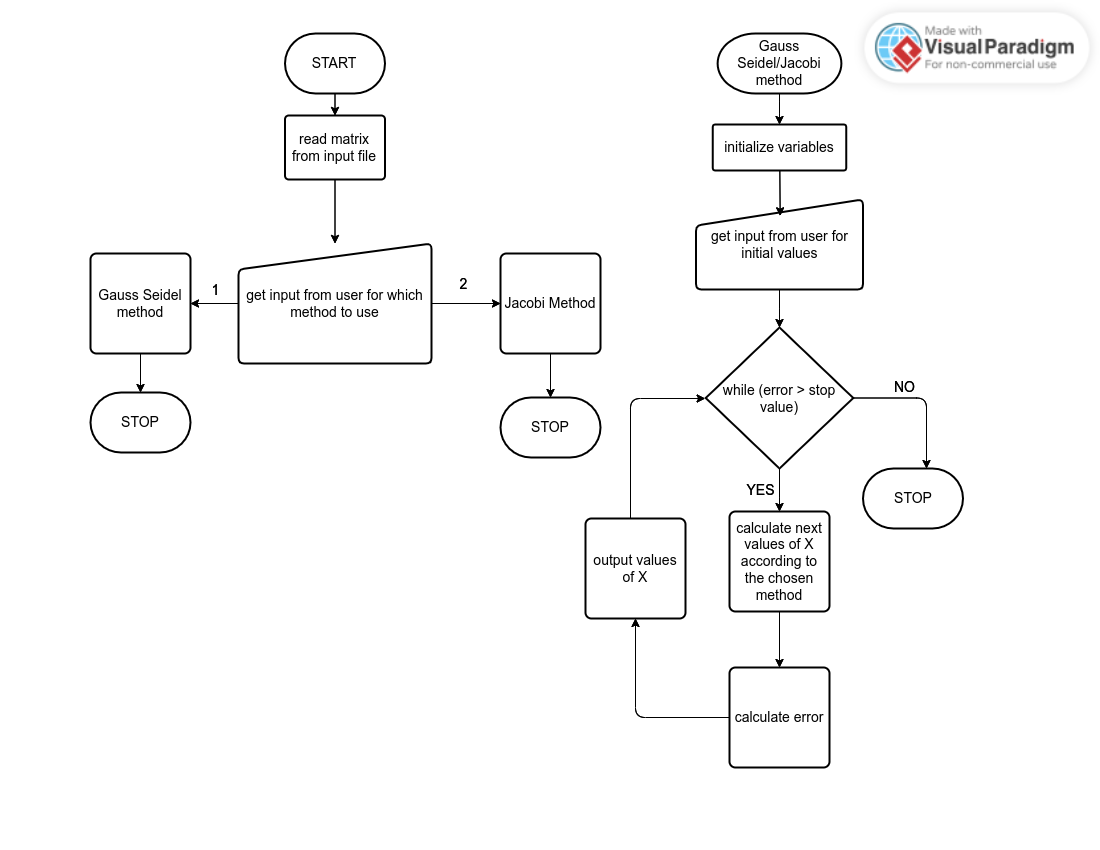 START
read matrix
from input file
get input from user for which
method to use
1
Gauss Seidel
method
STOP
2
Jacobi Method
STOP
Gauss
Seidel/Jacobi
method
initialize variables
get input from user for
initial values
while (error > stop
value)
NO
STOP
YES
calculate next
values of X
according to
the chosen
method
calculate error
output values
of X
Made with
Visual Paradigm
For non-commercial use